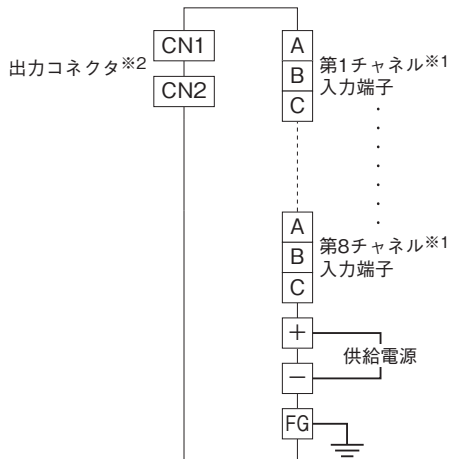 出力コネクタ※2
CN1
CN2
A
B
C
第1チャネル※1
入力端子
A
B
C
第8チャネル※1
入力端子
+
−
供給電源
FG